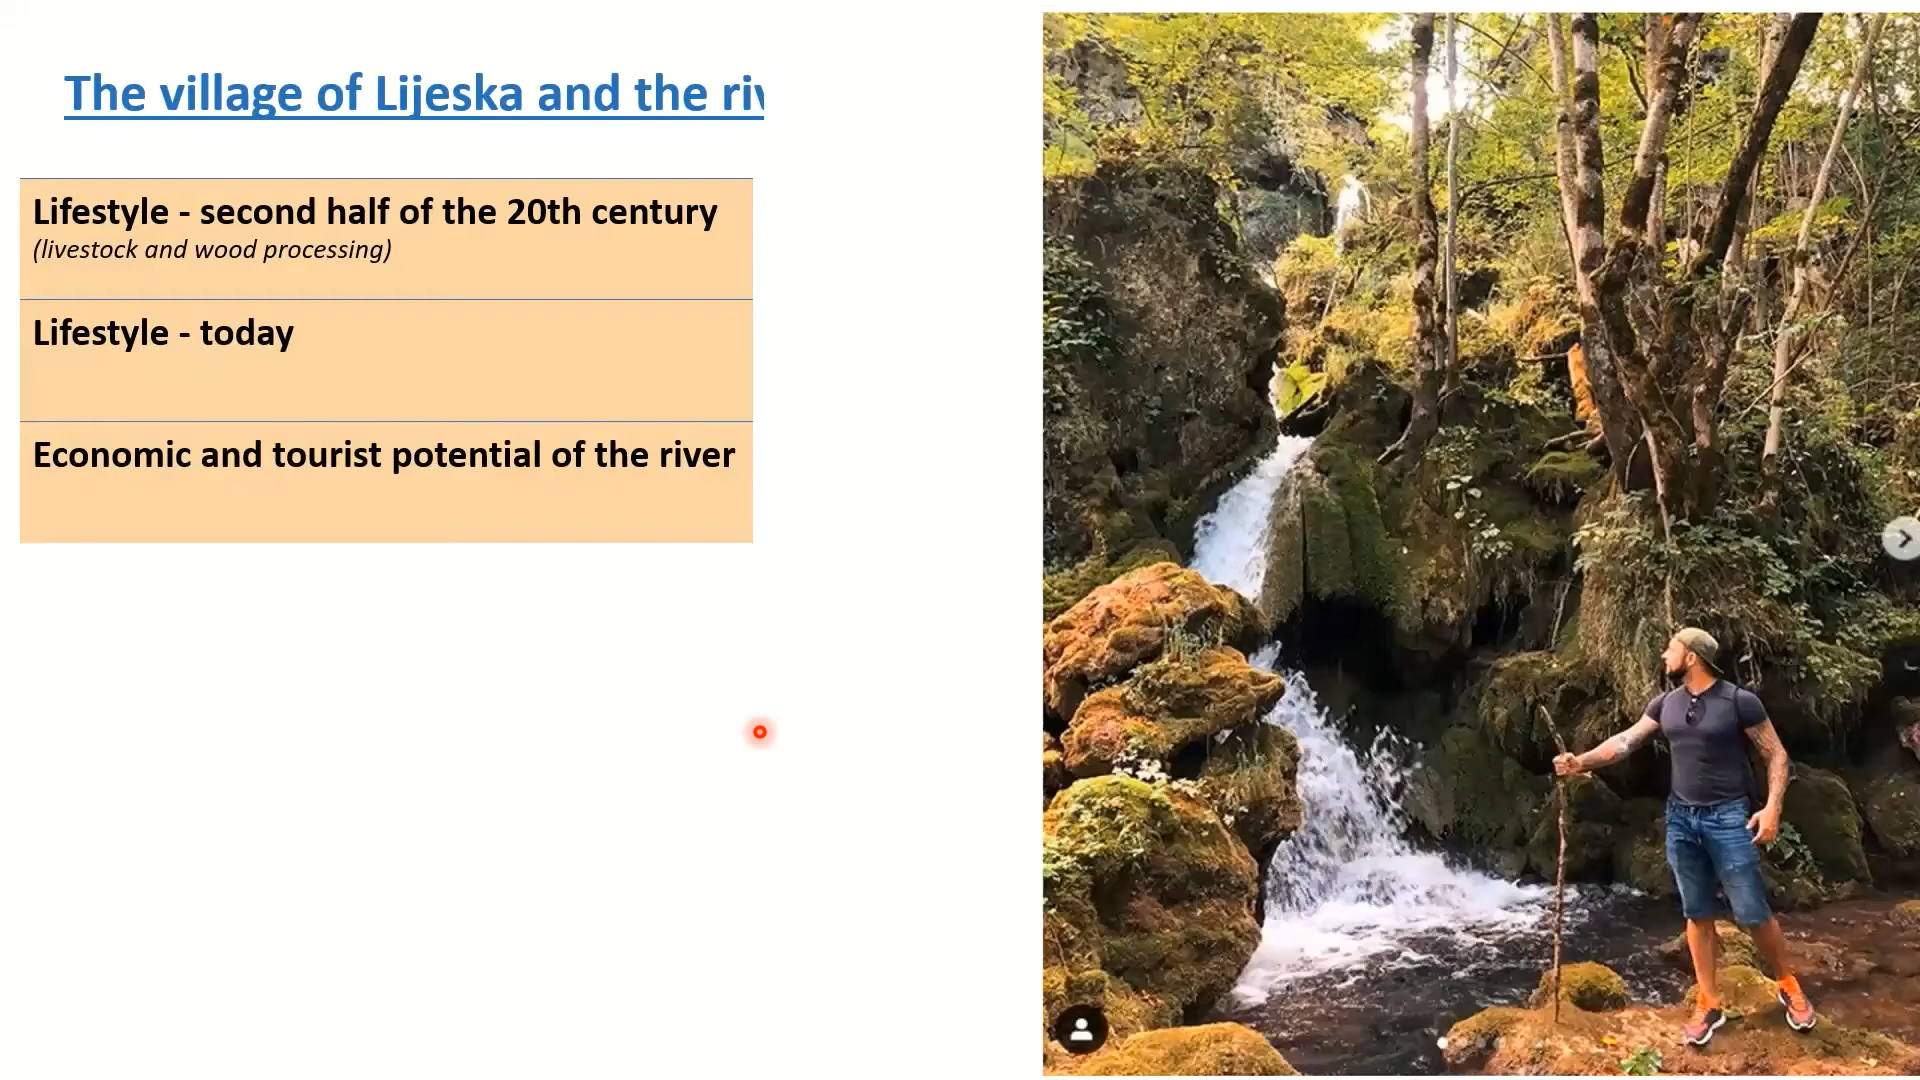 The village of Lijeska and the riv
Lifestyle - second half of the 20th century
(livestock and wood processing)
Lifestyle - today
Economic and tourist potential of the river